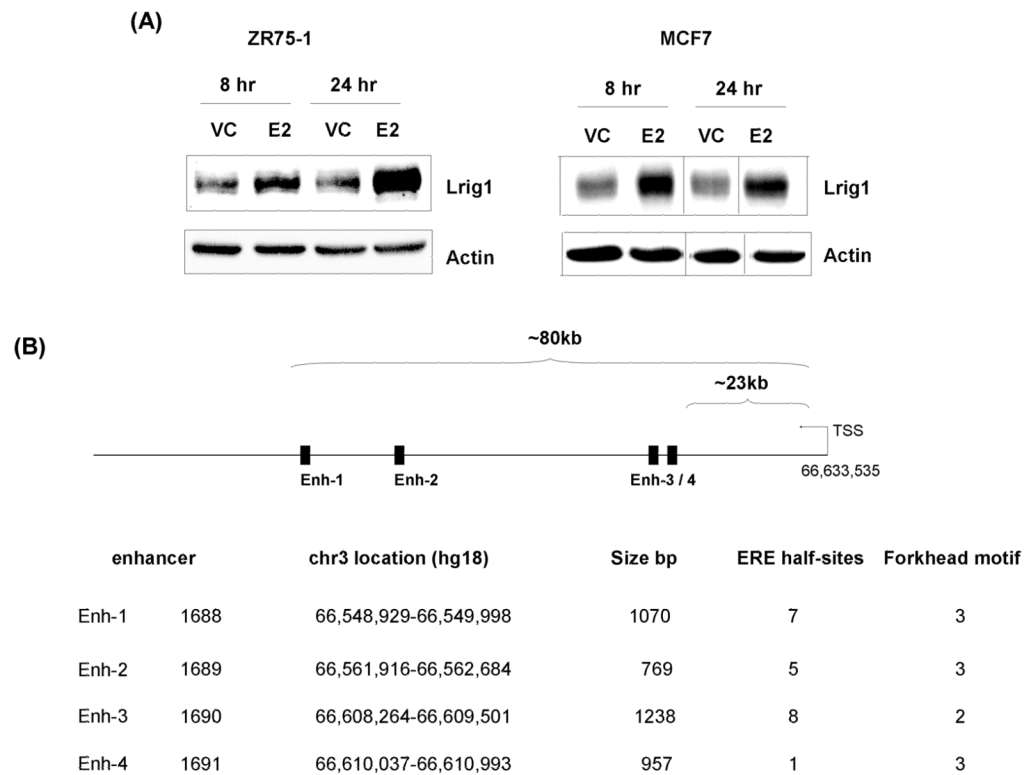 (A)
ZR75-1 MCF7
8 hr 24 hr 8 hr 24 hr
VC E2 VC E2 VC E2 VC E2
Lrig1 Lrig1
Actin Actin
(B)
~80kb
~23kb
TSS
66,633,535
Enh-1 Enh-2 Enh-3 / 4
enhancer chr3 location (hg18) Size bp ERE half-sites Forkhead motif
Enh-1 1688 66,548,929-66,549,998 1070 7 3
Enh-2 1689 66,561,916-66,562,684 769 5 3
Enh-3 1690 66,608,264-66,609,501 1238 8 2
Enh-4 1691 66,610,037-66,610,993 957 1 3